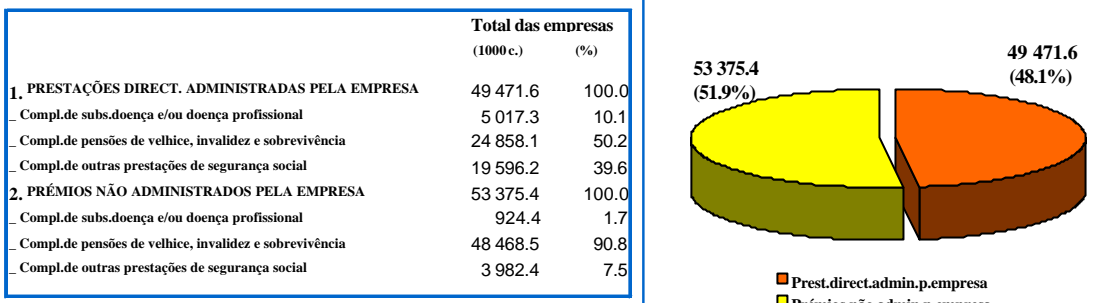 Total das empresas
(1000 c.) (%)
1. PRESTAÇÕES DIRECT. ADMINISTRADAS PELA EMPRESA 49 471.6 100.0
_ Compl.de subs.doença e/ou doença profissional 5 017.3 10.1
_ Compl.de pensões de velhice, invalidez e sobrevivência 24 858.1 50.2
_ Compl.de outras prestações de segurança social 19 596.2 39.6
2. PRÉMIOS NÃO ADMINISTRADOS PELA EMPRESA 53 375.4 100.0
_ Compl.de subs.doença e/ou doença profissional 924.4 1.7
_ Compl.de pensões de velhice, invalidez e sobrevivência 48 468.5 90.8
_ Compl.de outras prestações de segurança social 3 982.4 7.5
53 375.4
(51.9%)
49 471.6
(48.1%)
Prest.direct.admin.p.empresa